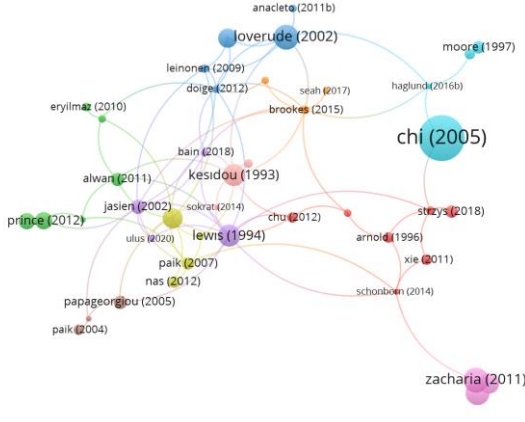 anacleto (2011b)
loverude (2002)
moore (1997)
leinonen (2009)
haglund (2016b)
doige (2012)
seah (2017)
eryilmaz (2010)
brookes (2015)
chi (2005)
bain (2018)
kesidou (1993)
alwan (2011)
jasien (2002)
sokrat (2014)
chu (2012)
strzys (2018)
prince (2012)
ulus (2020)
lewis (1994)
arnold (1996)
paik (2007)
xie (2011)
nas (2012)
schonborn (2014)
papageorgiou (2005)
paik (2004)
zacharia (2011)